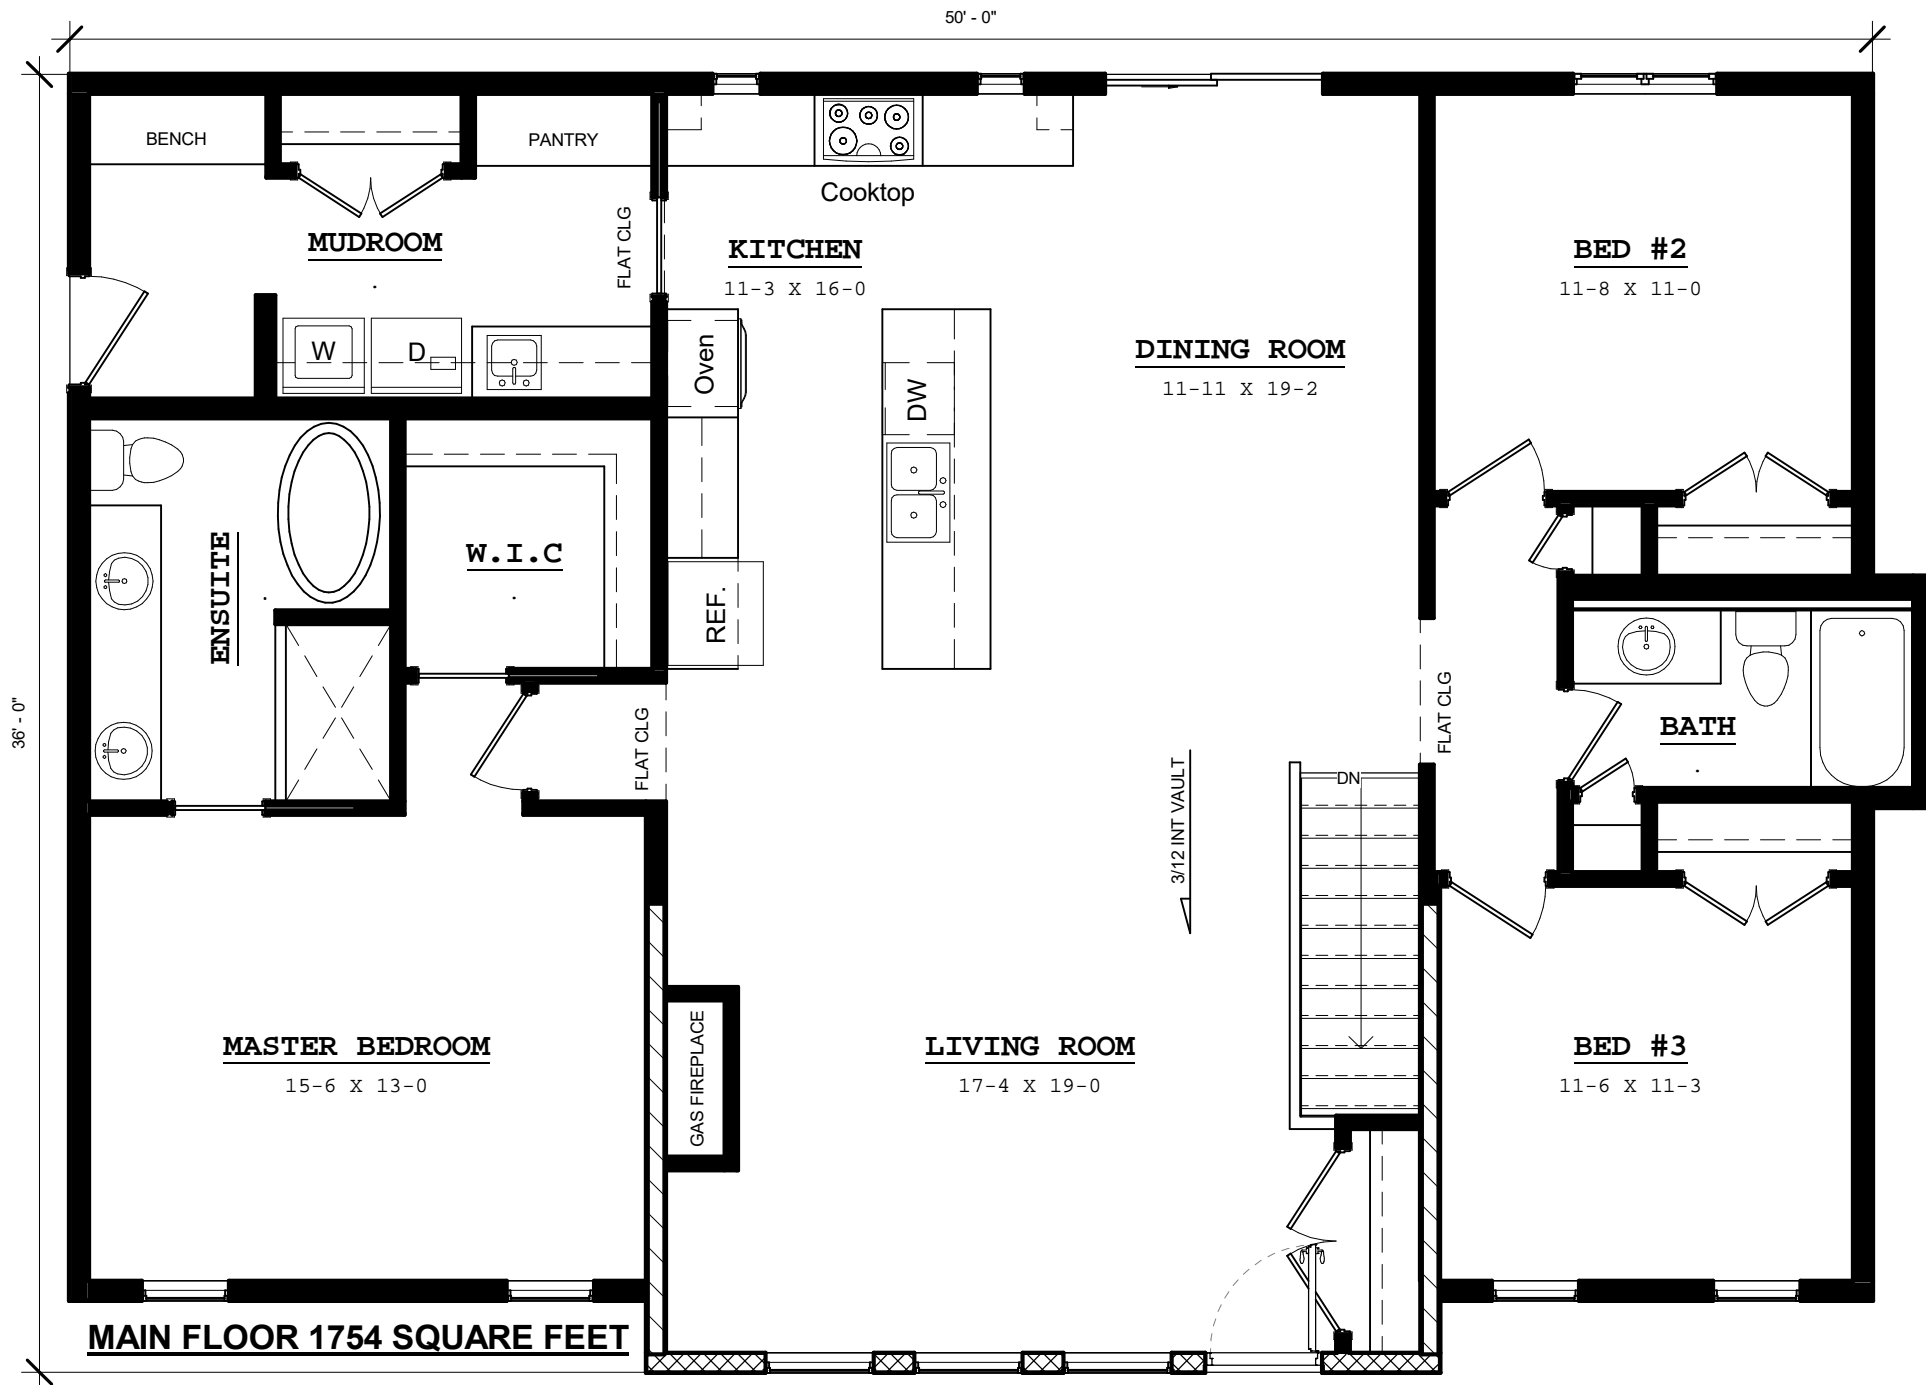 50' - 0"
BENCH
PANTRY
Cooktop
MUDROOM
FLAT CLG
KITCHEN
11-3 X 16-0
BED #2
11-8 X 11-0
W
D
Oven
DW
DINING ROOM
11-11 X 19-2
ENSUITE
W.I.C
REF.
36' - 0"
FLAT CLG
FLAT CLG
BATH
3/12 INT VAULT
DN
MASTER BEDROOM
15-6 X 13-0
GAS FIREPLACE
LIVING ROOM
17-4 X 19-0
BED #3
11-6 X 11-3
MAIN FLOOR 1754 SQUARE FEET